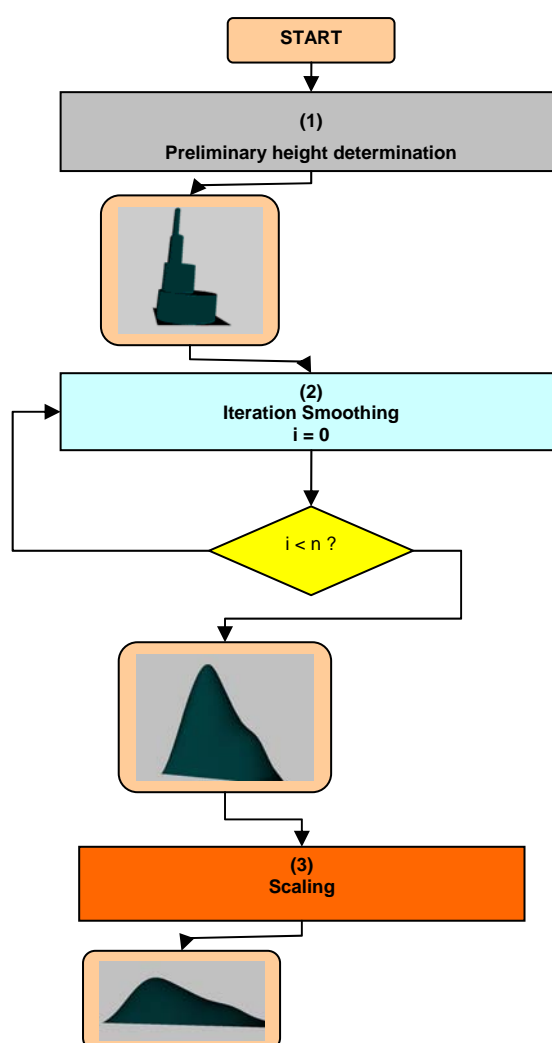 START
(1)
Preliminary height determination
(2)
Iteration Smoothing
i = 0
i < n ?
(3)
Scaling